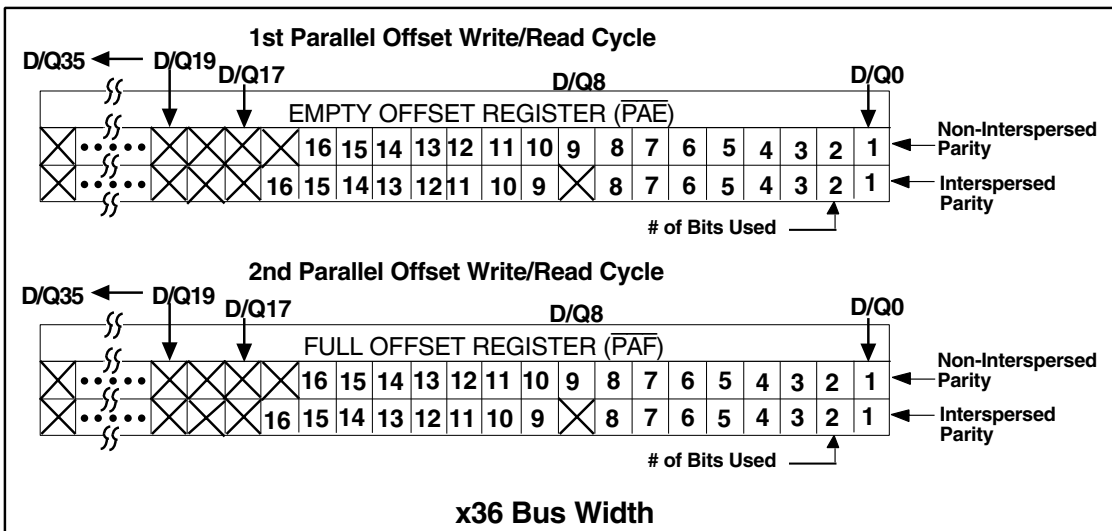 1st Parallel Offset Write/Read Cycle
D/Q35 D/Q19 D/Q17 D/Q8 D/Q0
EMPTY OFFSET REGISTER (PAE)
16 15 14 13 12 11 10 9 8 7 6 5 4 3 2 1 Non-Interspersed Parity
16 15 14 13 12 11 10 9 8 7 6 5 4 3 2 1 Interspersed Parity
# of Bits Used
2nd Parallel Offset Write/Read Cycle
D/Q35 D/Q19 D/Q17 D/Q8 D/Q0
FULL OFFSET REGISTER (PAF)
16 15 14 13 12 11 10 9 8 7 6 5 4 3 2 1 Non-Interspersed Parity
16 15 14 13 12 11 10 9 8 7 6 5 4 3 2 1 Interspersed Parity
# of Bits Used
x36 Bus Width